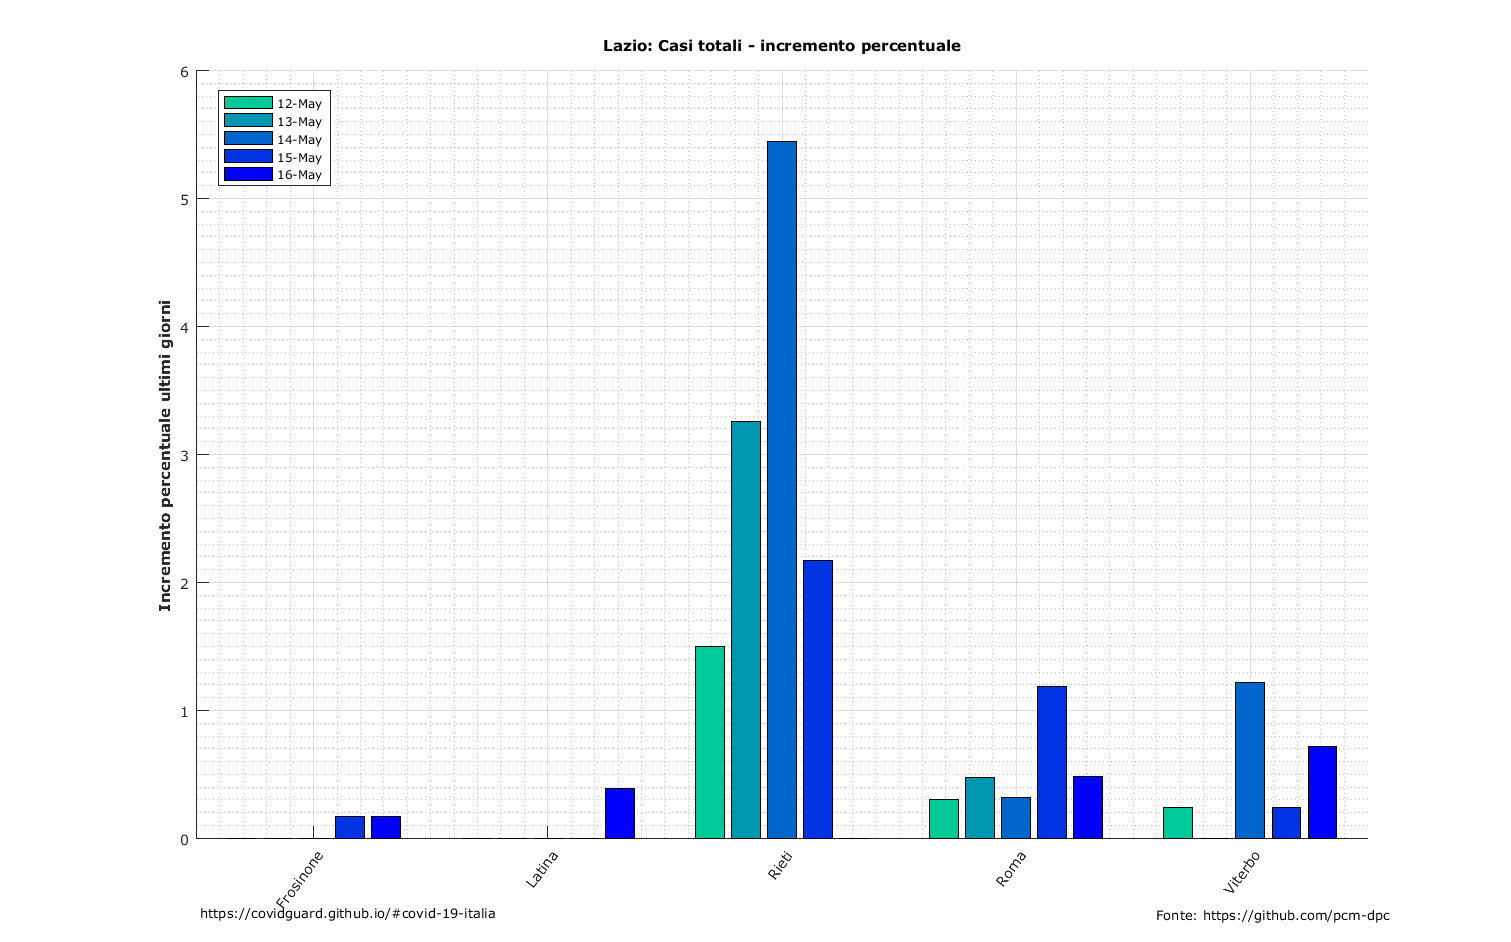 Lazio: Casi totali - incremento percentuale
6
5
4
3
2
1
0
Incremento percentuale ultimi giorni
12-May
13-May
14-May
15-May
16-May
Frosinone
Latina
Rieti
Roma
Viterbo
https://covidguard.github.io/#covid-19-italia
Fonte: https://github.com/pcm-dpc